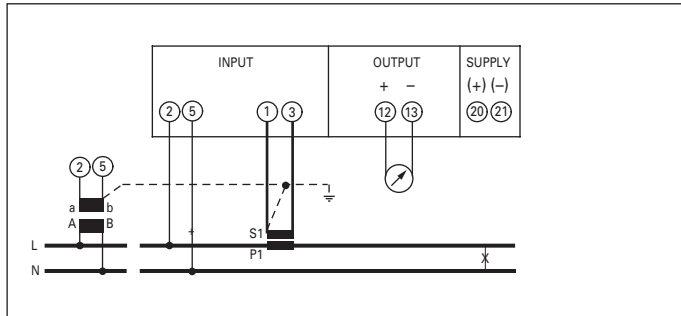 INPUT OUTPUT SUPPLY
+ − (+) (−)
2 5 1 3 12 13 20 21
2 5
a b
A B
+ S1
L P1
N X